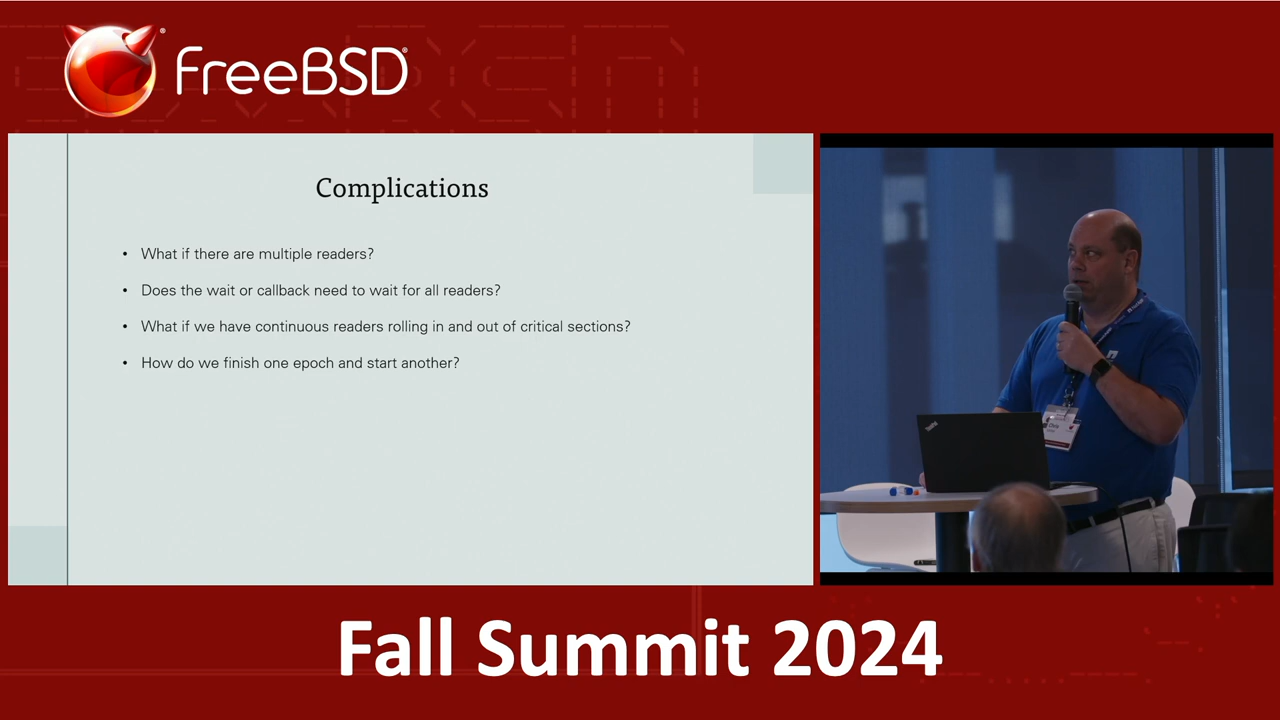 FreeBSD®
Complications
• What if there are multiple readers?
• Does the wait or callback need to wait for all readers?
• What if we have continuous readers rolling in and out of critical sections?
• How do we finish one epoch and start another?
ThinkPad
Chris
Fall Summit 2024